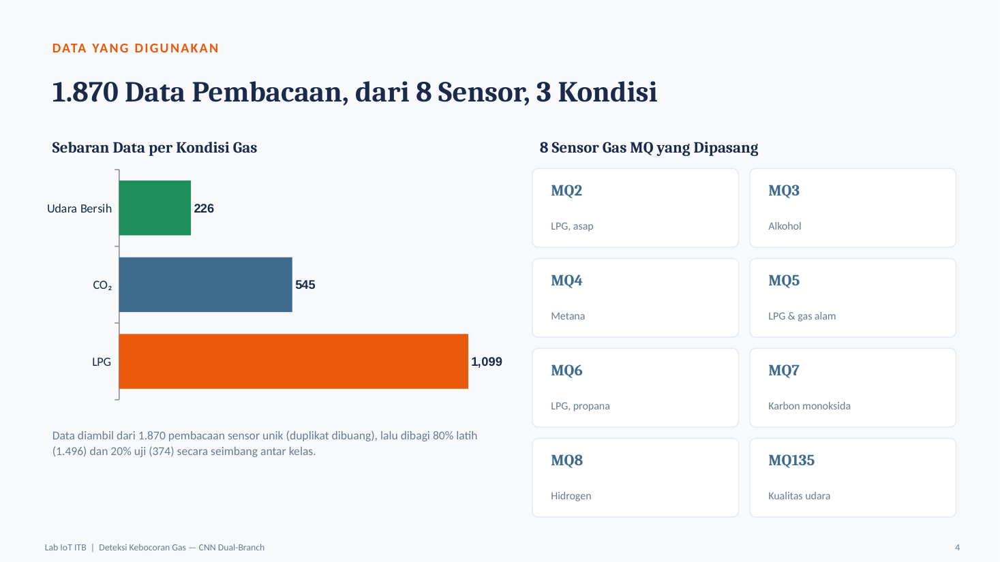 DATA YANG DIGUNAKAN
1.870 Data Pembacaan, dari 8 Sensor, 3 Kondisi
Sebaran Data per Kondisi Gas
Udara Bersih
226
CO₂
545
LPG
1,099
Data diambil dari 1.870 pembacaan sensor unik (duplikat dibuang), lalu dibagi 80% latih
(1.496) dan 20% uji (374) secara seimbang antar kelas.
8 Sensor Gas MQ yang Dipasang
MQ2
LPG, asap
MQ3
Alkohol
MQ4
Metana
MQ5
LPG & gas alam
MQ6
LPG, propana
MQ7
Karbon monoksida
MQ8
Hidrogen
MQ135
Kualitas udara
Lab IoT ITB | Deteksi Kebocoran Gas — CNN Dual-Branch
4